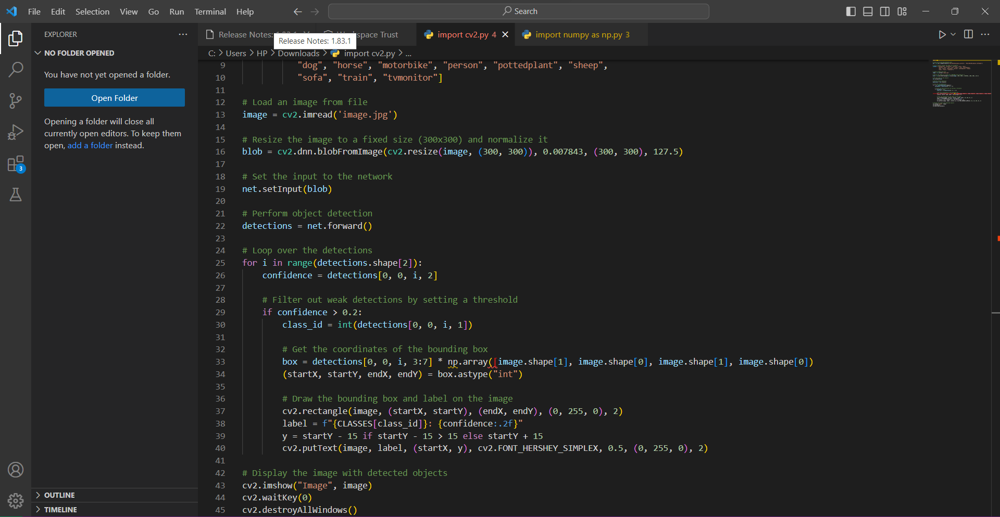 File Edit Selection View Go Run Terminal Help
Search
EXPLORER
NO FOLDER OPENED
You have not yet opened a folder.
Open Folder
Opening a folder will close all
currently open editors. To keep them
open, add a folder instead.
3
OUTLINE
TIMELINE
Release Notes: space Trust import cv2.py 4 import numpy as np.py 3
Release Notes: 1.83.1
C: > Users > HP > Downloads > import cv2.py > ...
9 "dog", "horse", "motorbike", "person", "pottedplant", "sheep",
10 "sofa", "train", "tvmonitor"]
11
12 # Load an image from file
13 image = cv2.imread('image.jpg')
14
15 # Resize the image to a fixed size (300x300) and normalize it
16 blob = cv2.dnn.blobFromImage(cv2.resize(image, (300, 300)), 0.007843, (300, 300), 127.5)
17
18 # Set the input to the network
19 net.setInput(blob)
20
21 # Perform object detection
22 detections = net.forward()
23
24 # Loop over the detections
25 for i in range(detections.shape[2]):
26 confidence = detections[0, 0, i, 2]
27
28 # Filter out weak detections by setting a threshold
29 if confidence > 0.2:
30 class_id = int(detections[0, 0, i, 1])
31
32 # Get the coordinates of the bounding box
33 box = detections[0, 0, i, 3:7] * np.array([image.shape[1], image.shape[0], image.shape[1], image.shape[0])
34 (startX, startY, endX, endY) = box.astype("int")
35
36 # Draw the bounding box and label on the image
37 cv2.rectangle(image, (startX, startY), (endX, endY), (0, 255, 0), 2)
38 label = f"{CLASSES[class_id]}: {confidence:.2f}"
39 y = startY - 15 if startY - 15 > 15 else startY + 15
40 cv2.putText(image, label, (startX, y), cv2.FONT_HERSHEY_SIMPLEX, 0.5, (0, 255, 0), 2)
41
42 # Display the image with detected objects
43 cv2.imshow("Image", image)
44 cv2.waitKey(0)
45 cv2.destroyAllWindows()